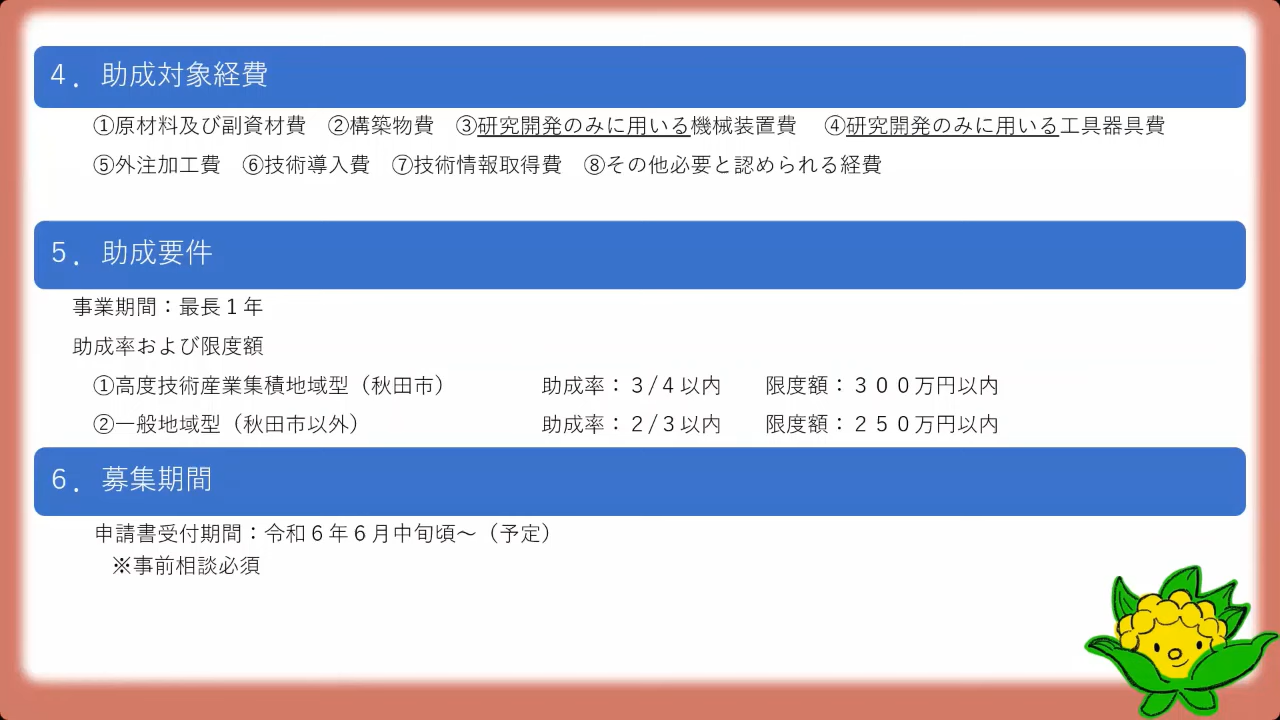 ４．助成対象経費
①原材料及び副資材費　②構築物費　③研究開発のみに用いる機械装置費　④研究開発のみに用いる工具器具費
⑤外注加工費　⑥技術導入費　⑦技術情報取得費　⑧その他必要と認められる経費
５．助成要件
事業期間：最長１年
助成率および限度額
①高度技術産業集積地域型（秋田市）　助成率：３/４以内　限度額：３００万円以内
②一般地域型（秋田市以外）　助成率：２/３以内　限度額：２５０万円以内
６．募集期間
申請書受付期間：令和６年６月中旬頃～（予定）
※事前相談必須